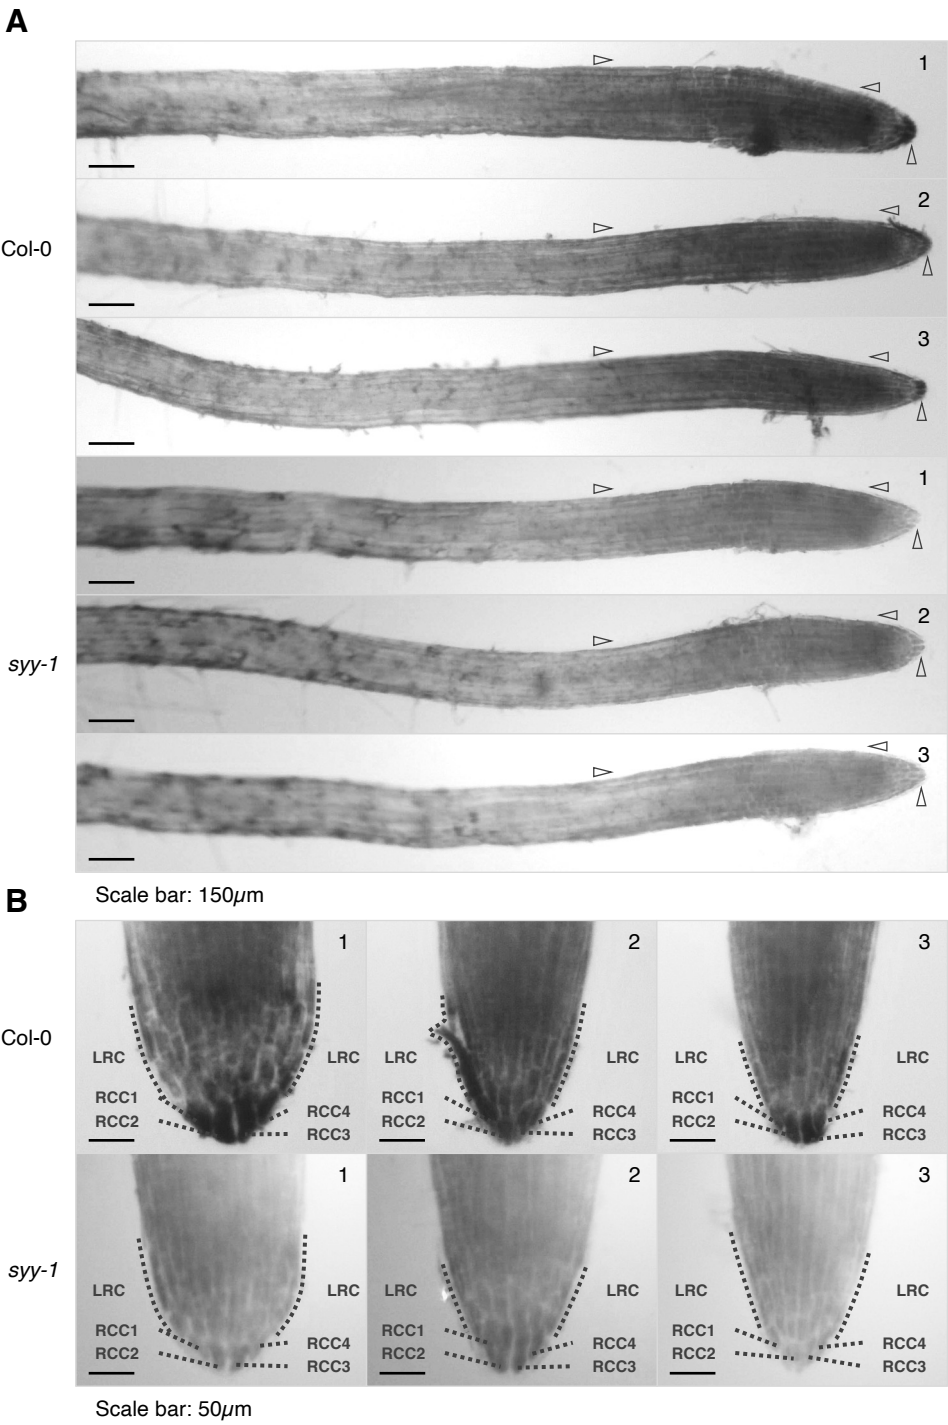 A
1
2
Col-0
3
1
2
syy-1
3
Scale bar: 150µm
B
1 2 3
Col-0
LRC LRC LRC LRC LRC LRC
RCC1 RCC1 RCC1
RCC4 RCC4 RCC4
RCC2 RCC2 RCC2
RCC3 RCC3 RCC3
1 2 3
syy-1
LRC LRC LRC LRC LRC LRC
RCC1 RCC1 RCC1
RCC4 RCC4 RCC4
RCC2 RCC2 RCC2
RCC3 RCC3 RCC3
Scale bar: 50µm